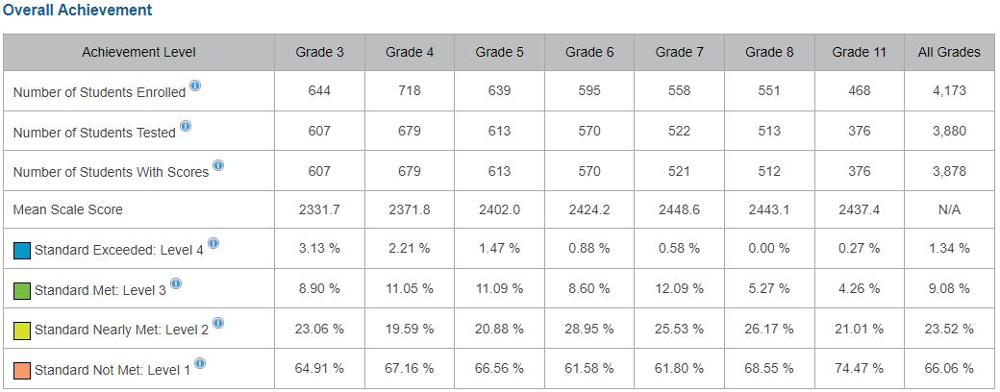 Overall Achievement
Achievement Level Grade 3 Grade 4 Grade 5 Grade 6 Grade 7 Grade 8 Grade 11 All Grades
Number of Students Enrolled i 644 718 639 595 558 551 468 4,173
Number of Students Tested i 607 679 613 570 522 513 376 3,880
Number of Students With Scores i 607 679 613 570 521 512 376 3,878
Mean Scale Score 2331.7 2371.8 2402.0 2424.2 2448.6 2443.1 2437.4 N/A
Standard Exceeded: Level 4 i 3.13 % 2.21 % 1.47 % 0.88 % 0.58 % 0.00 % 0.27 % 1.34 %
Standard Met: Level 3 i 8.90 % 11.05 % 11.09 % 8.60 % 12.09 % 5.27 % 4.26 % 9.08 %
Standard Nearly Met: Level 2 i 23.06 % 19.59 % 20.88 % 28.95 % 25.53 % 26.17 % 21.01 % 23.52 %
Standard Not Met: Level 1 i 64.91 % 67.16 % 66.56 % 61.58 % 61.80 % 68.55 % 74.47 % 66.06 %